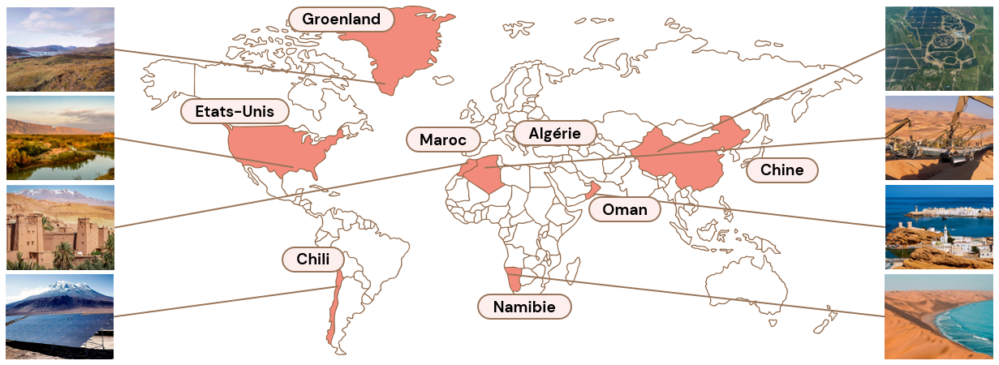 Groenland
Etats-Unis
Maroc
Algérie
Chine
Oman
Chili
Namibie